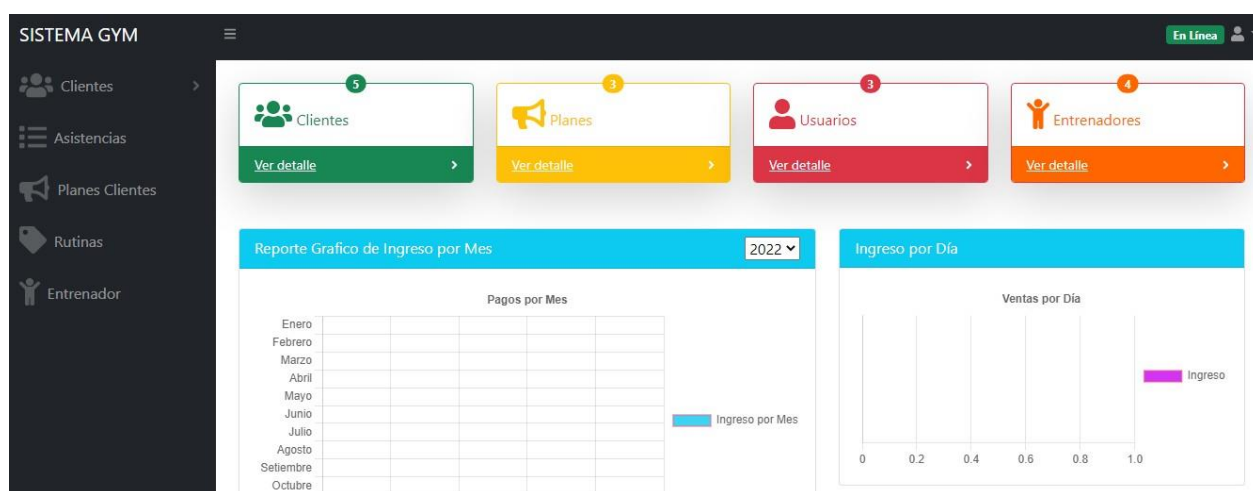 SISTEMA GYM
En Línea
Clientes
Asistencias
Planes Clientes
Rutinas
Entrenador
5
Clientes
Ver detalle
3
Planes
Ver detalle
3
Usuarios
Ver detalle
4
Entrenadores
Ver detalle
Reporte Grafico de Ingreso por Mes
2022
Pagos por Mes
Enero
Febrero
Marzo
Abril
Mayo
Junio
Julio
Agosto
Setiembre
Octubre
Ingreso por Mes
Ingreso por Día
Ventas por Día
Ingreso
0 0.2 0.4 0.6 0.8 1.0